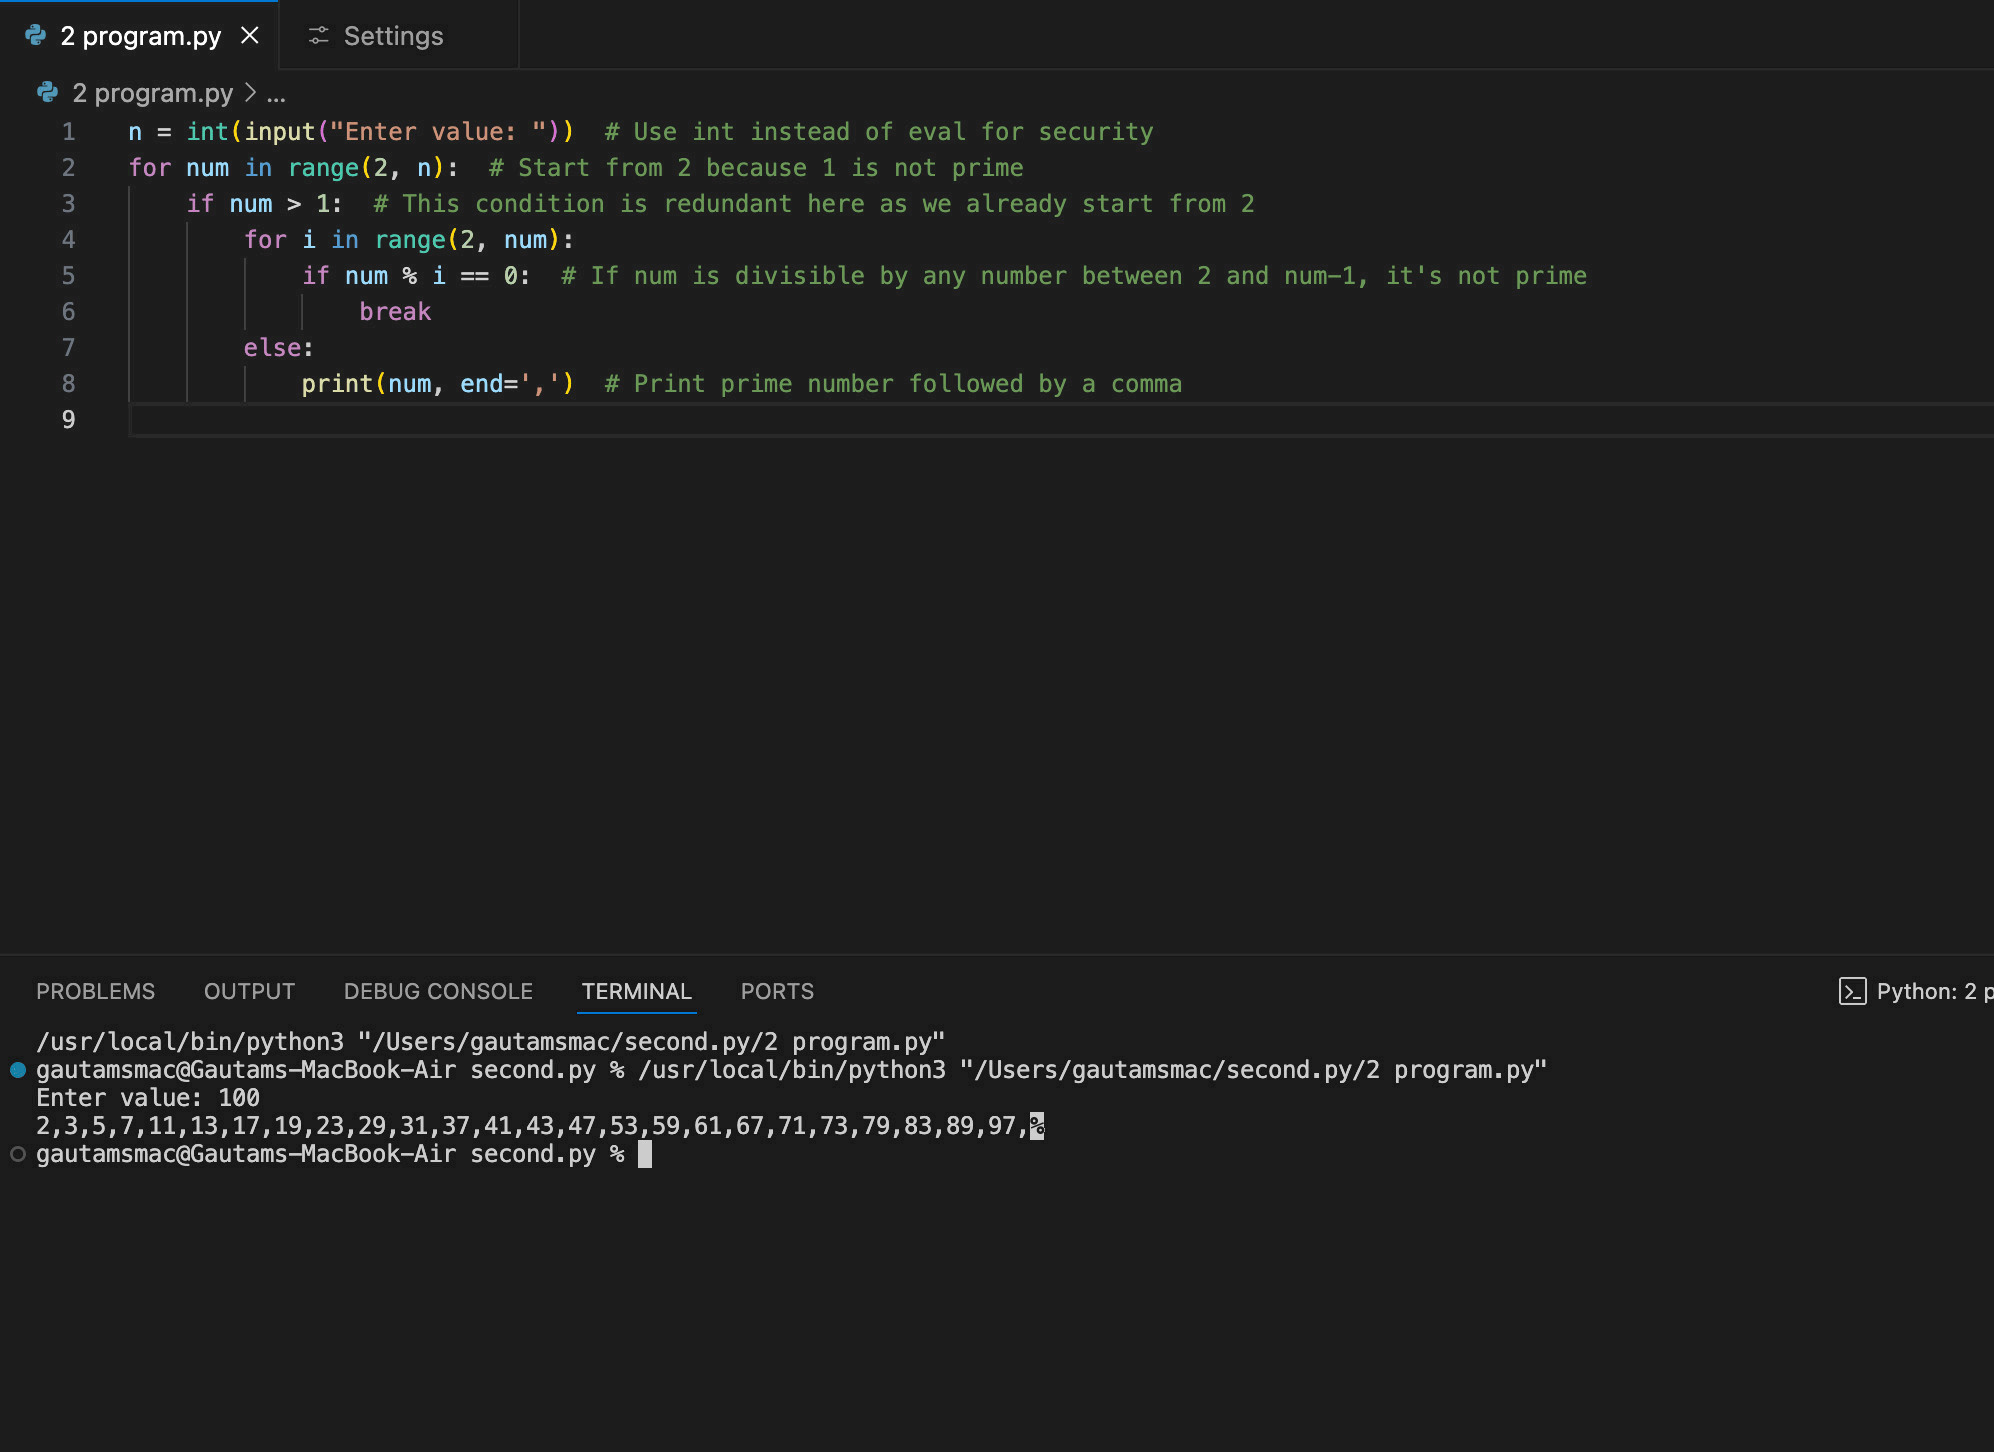 2 program.py
Settings
2 program.py > ...
1 n = int(input("Enter value: "))  # Use int instead of eval for security
2 for num in range(2, n):  # Start from 2 because 1 is not prime
3     if num > 1:  # This condition is redundant here as we already start from 2
4         for i in range(2, num):
5             if num % i == 0:  # If num is divisible by any number between 2 and num-1, it's not prime
6                 break
7         else:
8             print(num, end=',')  # Print prime number followed by a comma
9
PROBLEMS OUTPUT DEBUG CONSOLE TERMINAL PORTS Python: 2 p
/usr/local/bin/python3 "/Users/gautamsmac/second.py/2 program.py"
gautamsmac@Gautams-MacBook-Air second.py % /usr/local/bin/python3 "/Users/gautamsmac/second.py/2 program.py"
Enter value: 100
2,3,5,7,11,13,17,19,23,29,31,37,41,43,47,53,59,61,67,71,73,79,83,89,97,%
gautamsmac@Gautams-MacBook-Air second.py %